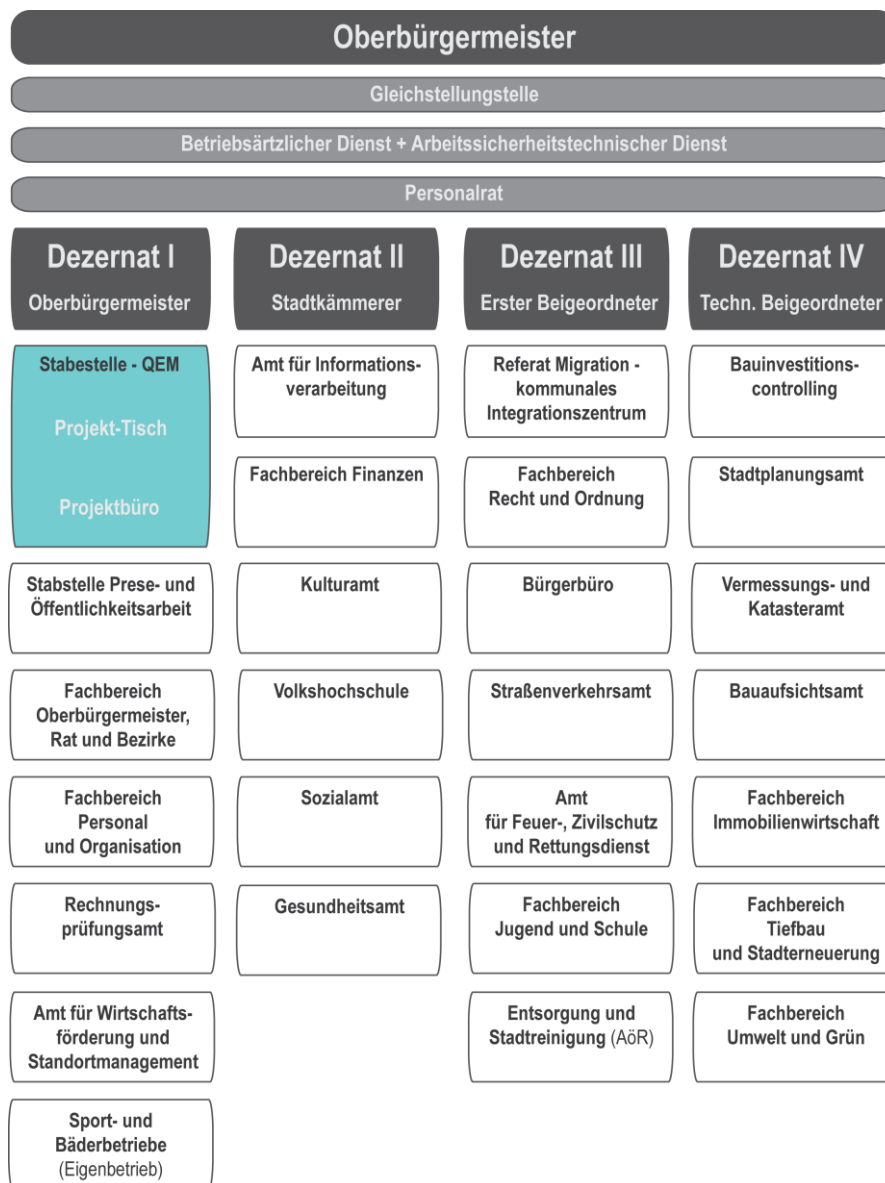 Oberbürgermeister
Gleichstellungstelle
Betriebsärtzlicher Dienst + Arbeitssicherheitstechnischer Dienst
Personalrat
Dezernat I
Oberbürgermeister
Stabestelle - QEM
Projekt-Tisch
Projektbüro
Stabstelle Prese- und
Öffentlichkeitsarbeit
Fachbereich
Oberbürgermeister,
Rat und Bezirke
Fachbereich
Personal
und Organisation
Rechnungs-
prüfungsamt
Amt für Wirtschafts-
förderung und
Standortmanagement
Sport- und
Bäderbetriebe
(Eigenbetrieb)
Dezernat II
Stadtkämmerer
Amt für Informations-
verarbeitung
Fachbereich Finanzen
Kulturamt
Volkshochschule
Sozialamt
Gesundheitsamt
Dezernat III
Erster Beigeordneter
Referat Migration -
kommunales
Integrationszentrum
Fachbereich
Recht und Ordnung
Bürgerbüro
Straßenverkehrsamt
Amt
für Feuer-, Zivilschutz
und Rettungsdienst
Fachbereich
Jugend und Schule
Entsorgung und
Stadtreinigung (AöR)
Dezernat IV
Techn. Beigeordneter
Bauinvestitions-
controlling
Stadtplanungsamt
Vermessungs- und
Katasteramt
Bauaufsichtsamt
Fachbereich
Immobilienwirtschaft
Fachbereich
Tiefbau
und Stadterneuerung
Fachbereich
Umwelt und Grün